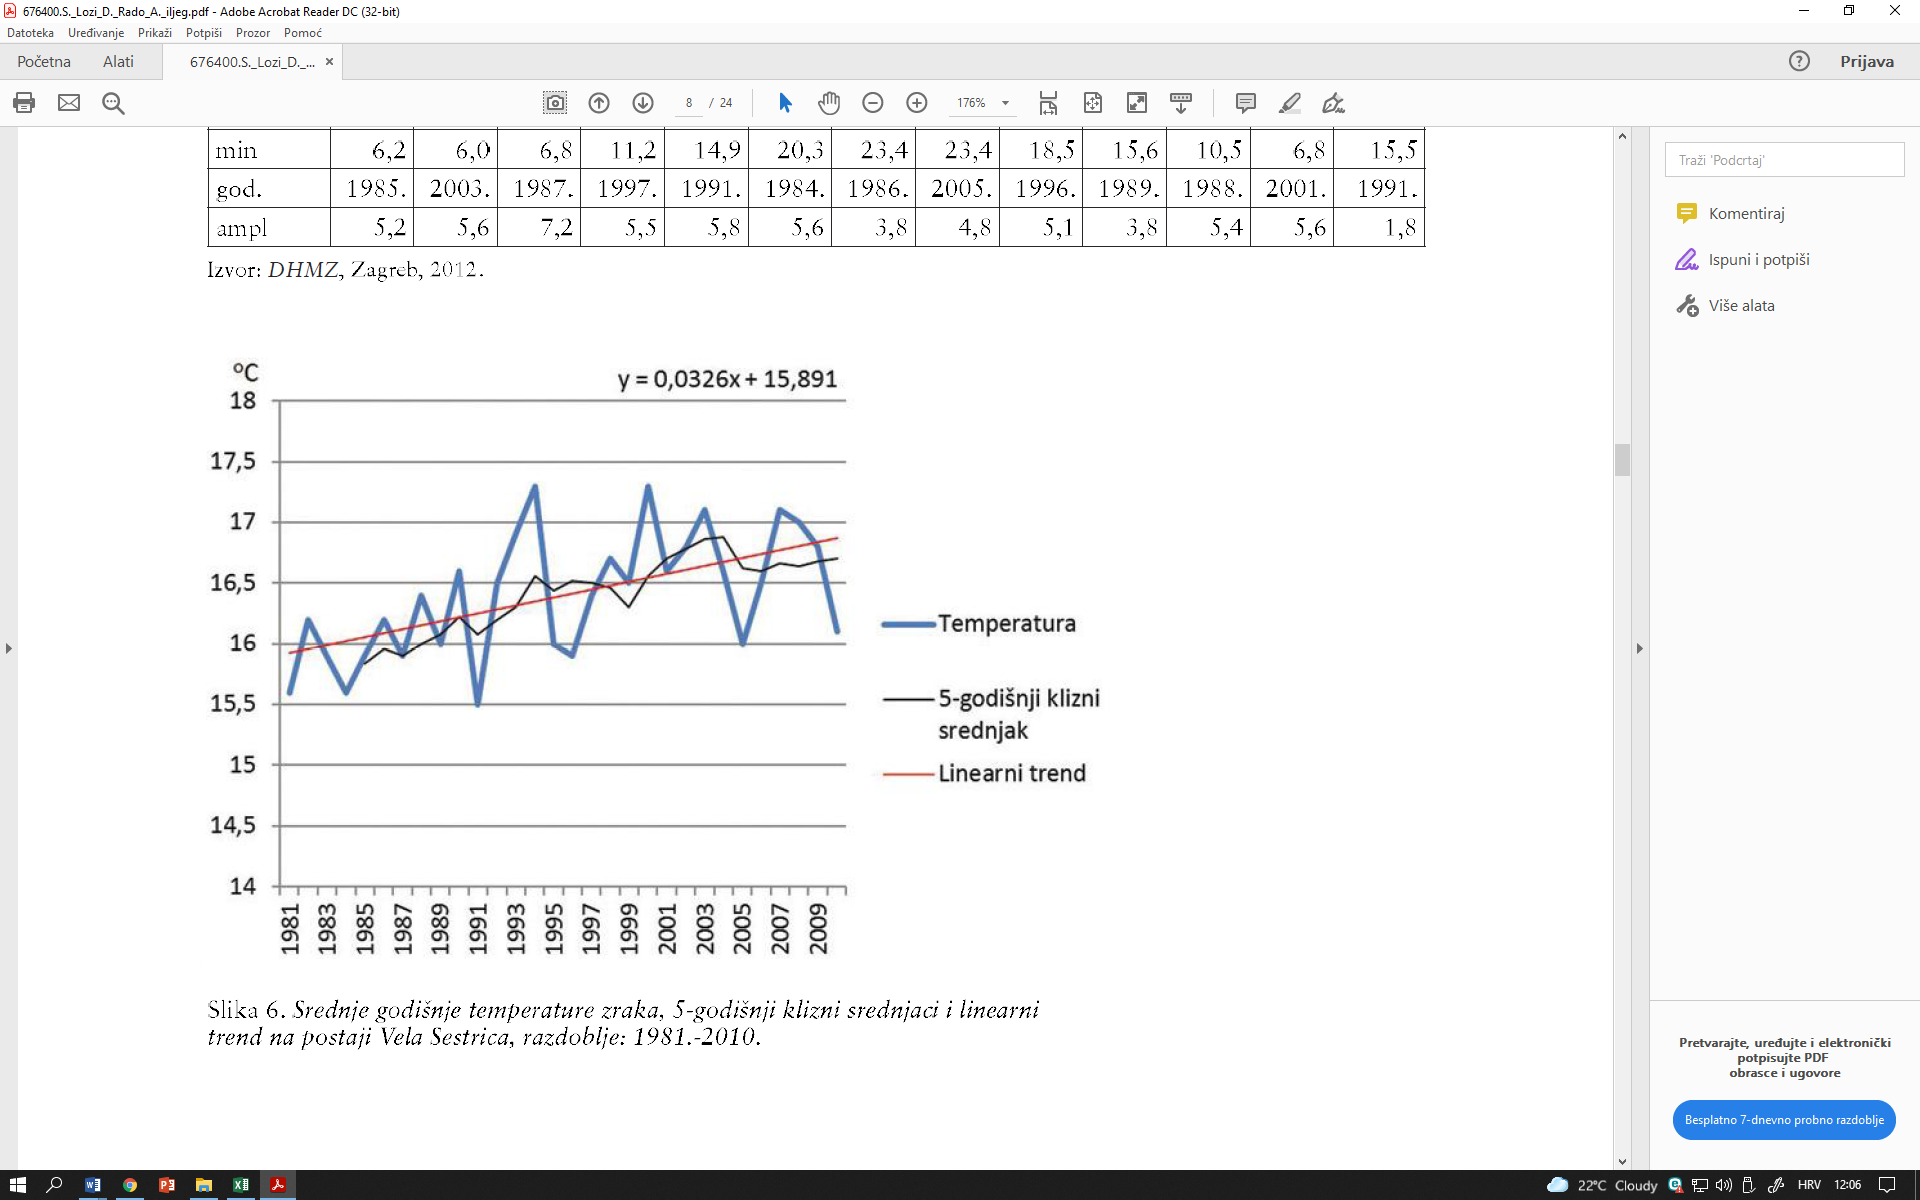 676400.S._Lozi_D._Rado_A._iljeg.pdf - Adobe Acrobat Reader DC (32-bit)
Datoteka Uređivanje Prikaži Potpiši Prozor Pomoć
Početna Alati 676400.S._Lozi_D._... × Prijava
8 / 24 176%
min 6,2 6,0 6,8 11,2 14,9 20,3 23,4 23,4 18,5 15,6 10,5 6,8 15,5
god. 1985. 2003. 1987. 1997. 1991. 1984. 1986. 2005. 1996. 1989. 1988. 2001. 1991.
ampl 5,2 5,6 7,2 5,5 5,8 5,6 3,8 4,8 5,1 3,8 5,4 5,6 1,8
Izvor: DHMZ, Zagreb, 2012.
°C
y = 0,0326x + 15,891
18
17,5
17
16,5
16
15,5
15
14,5
14
1981 1983 1985 1987 1989 1991 1993 1995 1997 1999 2001 2003 2005 2007 2009
Temperatura
5-godišnji klizni
srednjak
Linearni trend
Slika 6. Srednje godišnje temperature zraka, 5-godišnji klizni srednjaci i linearni
trend na postaji Vela Sestrica, razdoblje: 1981.-2010.
Traži 'Podcrtaj'
Komentiraj
Ispuni i potpiši
Više alata
Pretvarajte, uređujte i elektronički
potpisujte PDF
obrasce i ugovore
Besplatno 7-dnevno probno razdoblje
22°C Cloudy HRV 12:06